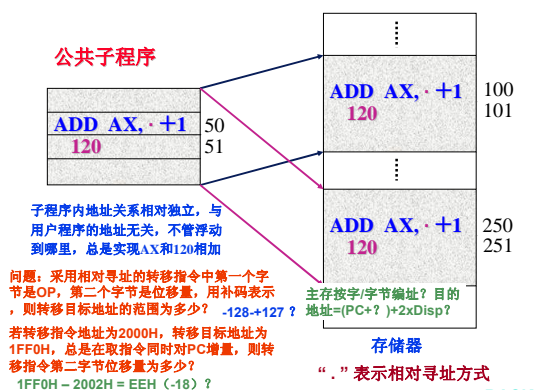 公共子程序
ADD AX, · +1 50
120 51
ADD AX, · +1 100
120 101
ADD AX, · +1 250
120 251
子程序内地址关系相对独立，与
用户程序的地址无关，不管浮动
到哪里，总是实现AX和120相加
问题：采用相对寻址的转移指令中第一个字
节是OP，第二个字节是位移量，用补码表示
，则转移目标地址的范围为多少？ -128-+127 ？
主存按字/字节编址？目的
地址=(PC+？)+2xDisp?
若转移指令地址为2000H，转移目标地址为
1FF0H，总是在取指令同时对PC增量，则转
移指令第二字节位移量为多少？
1FF0H – 2002H = EEH (-18)？
存储器
“ . ” 表示相对寻址方式